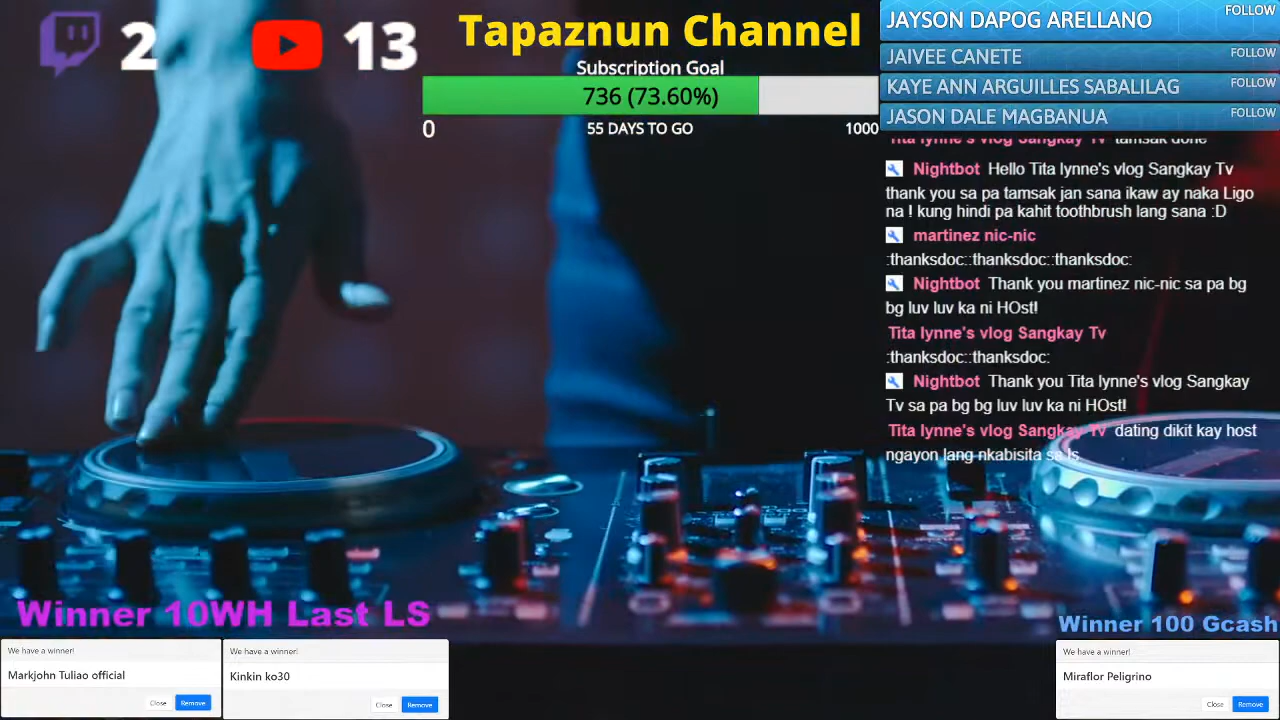 2
13
Tapaznun Channel
Subscription Goal
736 (73.60%)
0
55 DAYS TO GO
1000
JAYSON DAPOG ARELLANO
FOLLOW
JAIVEE CANETE
FOLLOW
KAYE ANN ARGUILLES SABALILAG
FOLLOW
JASON DALE MAGBANUA
FOLLOW
Tita lynne's vlog Sangkay Tv tamsak done
Nightbot Hello Tita lynne's vlog Sangkay Tv
thank you sa pa tamsak jan sana ikaw ay naka Ligo
na ! kung hindi pa kahit toothbrush lang sana :D
martinez nic-nic
:thanksdoc::thanksdoc::thanksdoc:
Nightbot Thank you martinez nic-nic sa pa bg
bg luv luv ka ni HOst!
Tita lynne's vlog Sangkay Tv
:thanksdoc::thanksdoc:
Nightbot Thank you Tita lynne's vlog Sangkay
Tv sa pa bg bg luv luv ka ni HOst!
Tita lynne's vlog Sangkay Tv dating dikit kay host
ngayon lang nkabisita sa ls
Winner 10WH Last LS
We have a winner!
Markjohn Tuliao official
Close Remove
We have a winner!
Kinkin ko30
Close Remove
Winner 100 Gcash
We have a winner!
Miraflor Peligrino
Close Remove